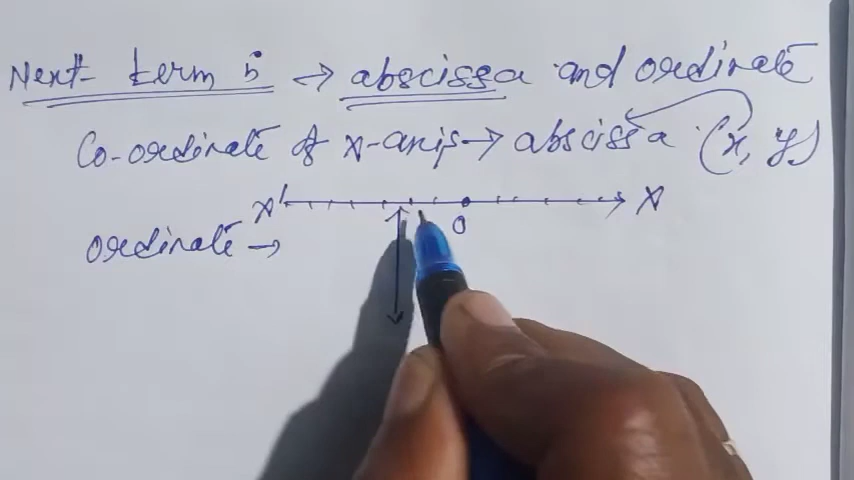 Next term is → abscissa and ordinate
Co-ordinate of x-axis → abscissa (x, y)
X' X
O
ordinate →